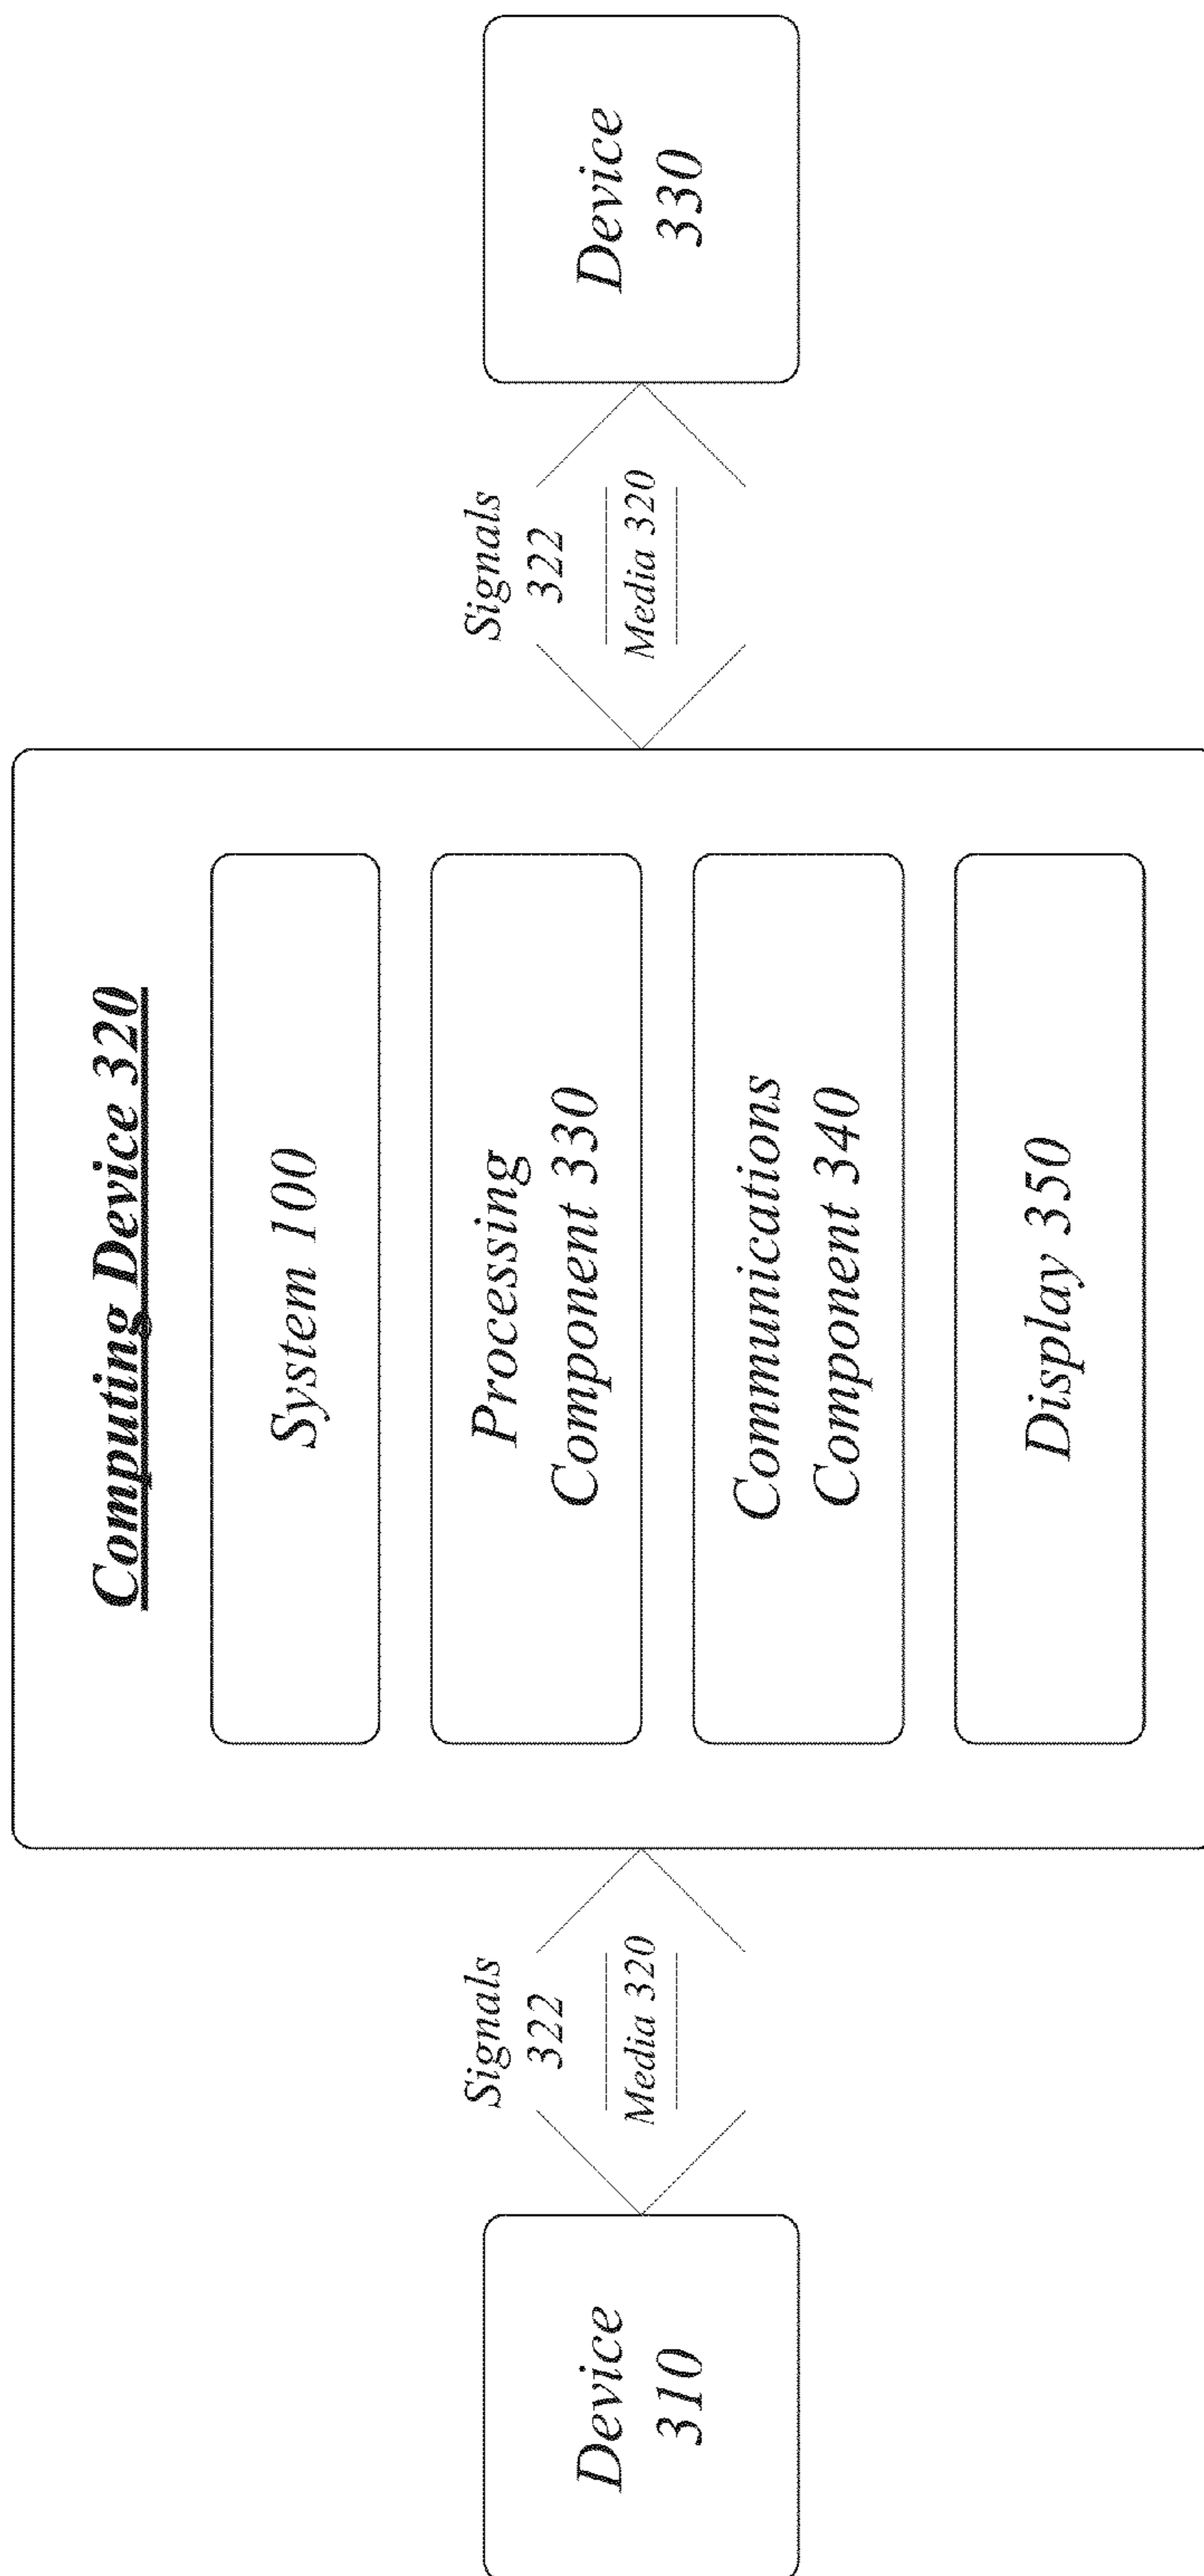 Computing Device 320
System 100
Processing
Component 330
Communications
Component 340
Display 350
Device
310
Signals
322
Media 320
Signals
322
Media 320
Device
330